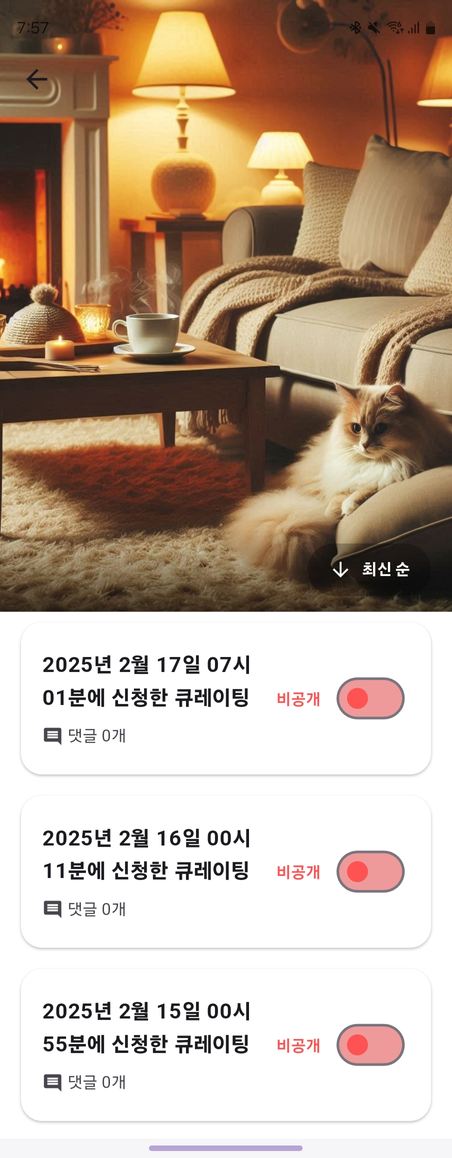 7:57
최신 순
2025년 2월 17일 07시
01분에 신청한 큐레이팅
비공개
댓글 0개
2025년 2월 16일 00시
11분에 신청한 큐레이팅
비공개
댓글 0개
2025년 2월 15일 00시
55분에 신청한 큐레이팅
비공개
댓글 0개